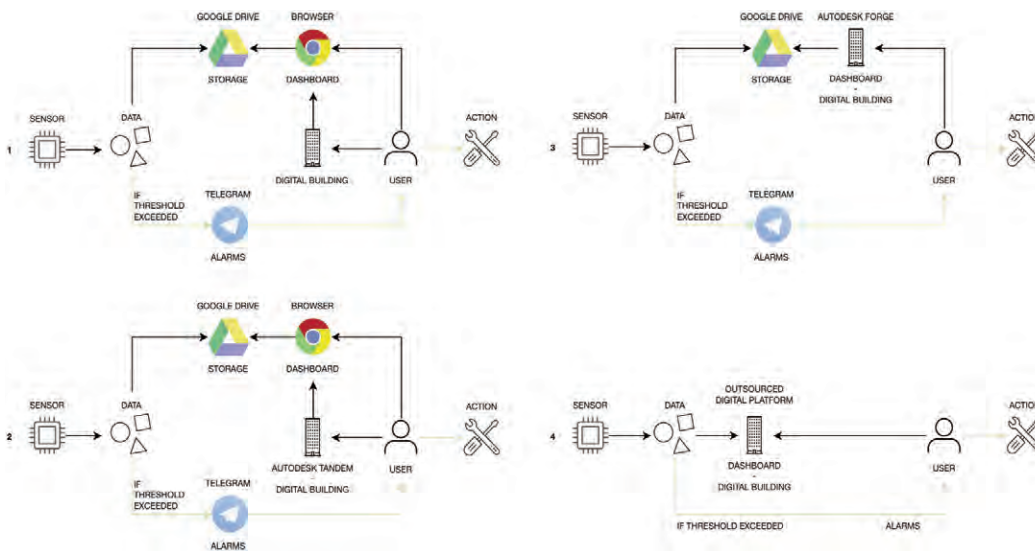 1
SENSOR
DATA
GOOGLE DRIVE
STORAGE
BROWSER
DASHBOARD
DIGITAL BUILDING
USER
ACTION
IF
THRESHOLD
EXCEEDED
TELEGRAM
ALARMS
2
SENSOR
DATA
GOOGLE DRIVE
STORAGE
BROWSER
DASHBOARD
AUTODESK TANDEM
-
DIGITAL BUILDING
USER
ACTION
IF
THRESHOLD
EXCEEDED
TELEGRAM
ALARMS
3
SENSOR
DATA
GOOGLE DRIVE
STORAGE
AUTODESK FORGE
DASHBOARD
-
DIGITAL BUILDING
USER
ACTION
IF
THRESHOLD
EXCEEDED
TELEGRAM
ALARMS
4
SENSOR
DATA
OUTSOURCED
DIGITAL PLATFORM
DASHBOARD
-
DIGITAL BUILDING
USER
ACTION
IF THRESHOLD EXCEEDED
ALARMS